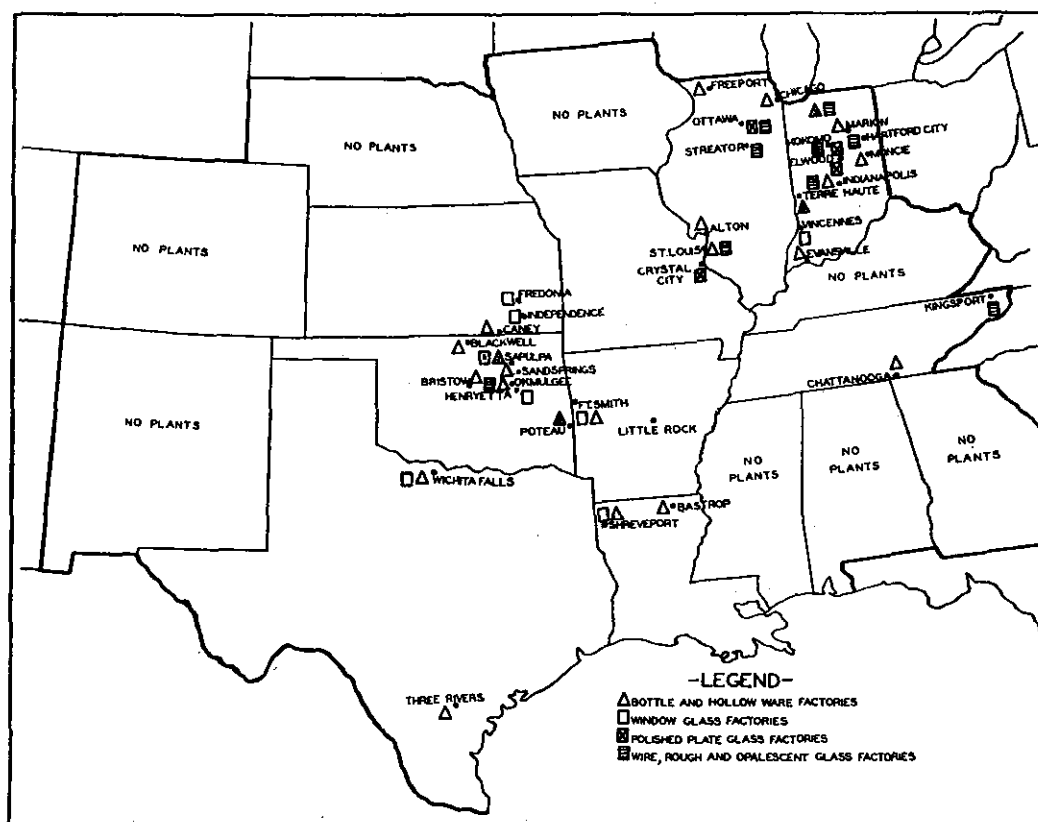 FREEPORT
CHICAGO
NO PLANTS
OTTAWA
MARION
HARTFORD CITY
KOKOMO
NO PLANTS
STREATOR
ELWOOD
MUNCIE
INDIANAPOLIS
TERRE HAUTE
ALTON
VINCENNES
NO PLANTS
ST. LOUIS
EVANSVILLE
CRYSTAL
CITY
NO PLANTS
FREDONIA
KINGSPORT
INDEPENDENCE
CANEY
BLACKWELL
SAPULPA
SANDSPRINGS
BRISTOW
OKMULGEE
CHATTANOOGA
HENRYETTA
FT. SMITH
NO PLANTS
POTEAU
LITTLE ROCK
NO
PLANTS
NO
PLANTS
NO
PLANTS
WICHITA FALLS
BASTROP
SHREVEPORT
THREE RIVERS
-LEGEND-
BOTTLE AND HOLLOW WARE FACTORIES
WINDOW GLASS FACTORIES
POLISHED PLATE GLASS FACTORIES
WIRE, ROUGH AND OPALESCENT GLASS FACTORIES